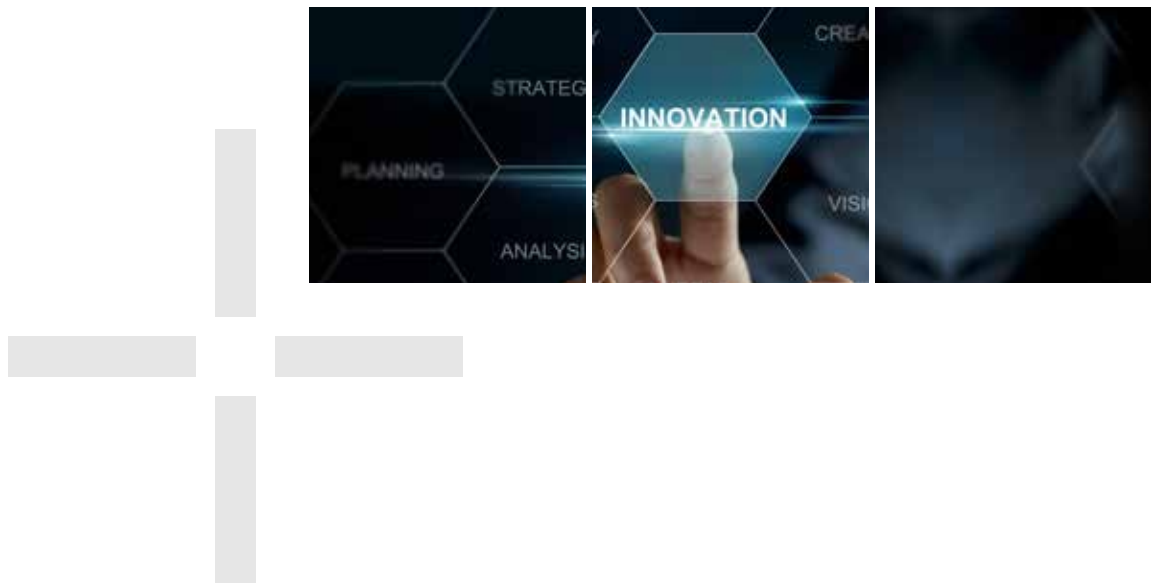 STRATEG
PLANNING
ANALYSI
CREA
INNOVATION
VISI